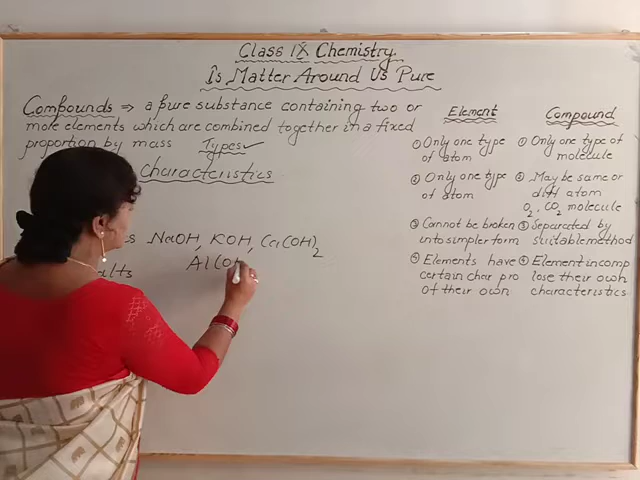 Class IX Chemistry.
Is Matter Around Us Pure
Compounds ⇒ a pure substance containing two or
more elements which are combined together in a fixed
proportion by mass Types ✓
Characteristics
s NaOH, KOH, Ca(OH)2
Al(OH
alts
Element
① Only one type
of atom
② Only one type
of atom
③ Cannot be broken
into simpler form
④ Elements have
certain char pro
of their own
Compound
① Only one type of
molecule
② May be same or
diff atom
O2, CO2 molecule
③ Separated by
suitable method
④ Element in comp
lose their own
characteristics